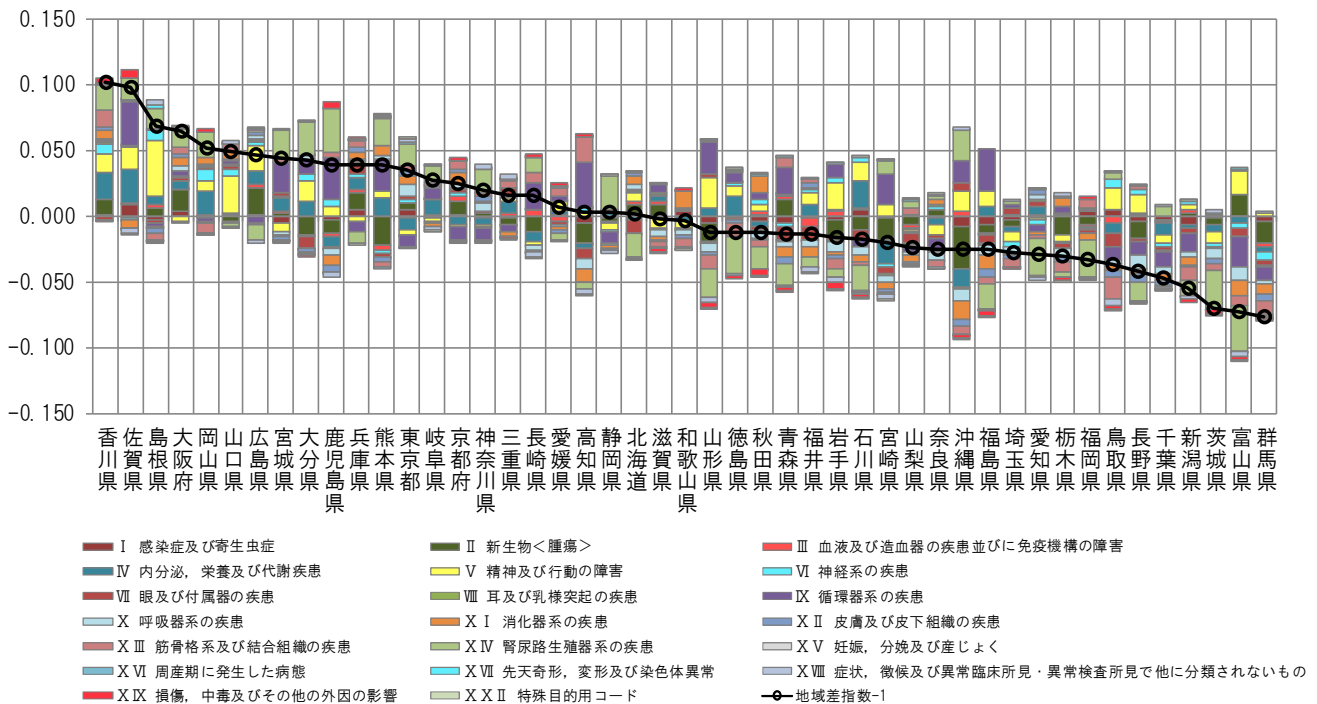 0.150
0.100
0.050
0.000
-0.050
-0.100
-0.150
香川県
佐賀県
島根県
大阪府
岡山県
山口県
広島県
宮城県
大分県
鹿児島県
兵庫県
熊本県
東京都
岐阜県
京都府
神奈川県
三重県
長崎県
愛媛県
高知県
静岡県
北海道
滋賀県
和歌山県
山形県
徳島県
秋田県
青森県
福井県
岩手県
石川県
宮崎県
山梨県
奈良県
沖縄県
福島県
埼玉県
愛知県
栃木県
福岡県
鳥取県
長野県
千葉県
新潟県
茨城県
富山県
群馬県
Ⅰ 感染症及び寄生虫症
Ⅱ 新生物＜腫瘍＞
Ⅲ 血液及び造血器の疾患並びに免疫機構の障害
Ⅳ 内分泌，栄養及び代謝疾患
Ⅴ 精神及び行動の障害
Ⅵ 神経系の疾患
Ⅶ 眼及び付属器の疾患
Ⅷ 耳及び乳様突起の疾患
Ⅸ 循環器系の疾患
Ⅹ 呼吸器系の疾患
ⅩⅠ 消化器系の疾患
ⅩⅡ 皮膚及び皮下組織の疾患
ⅩⅢ 筋骨格系及び結合組織の疾患
ⅩⅣ 腎尿路生殖器系の疾患
ⅩⅤ 妊娠，分娩及び産じょく
ⅩⅥ 周産期に発生した病態
ⅩⅦ 先天奇形，変形及び染色体異常
ⅩⅧ 症状，徴候及び異常臨床所見・異常検査所見で他に分類されないもの
ⅩⅨ 損傷，中毒及びその他の外因の影響
ⅩⅩⅡ 特殊目的用コード
地域差指数-1